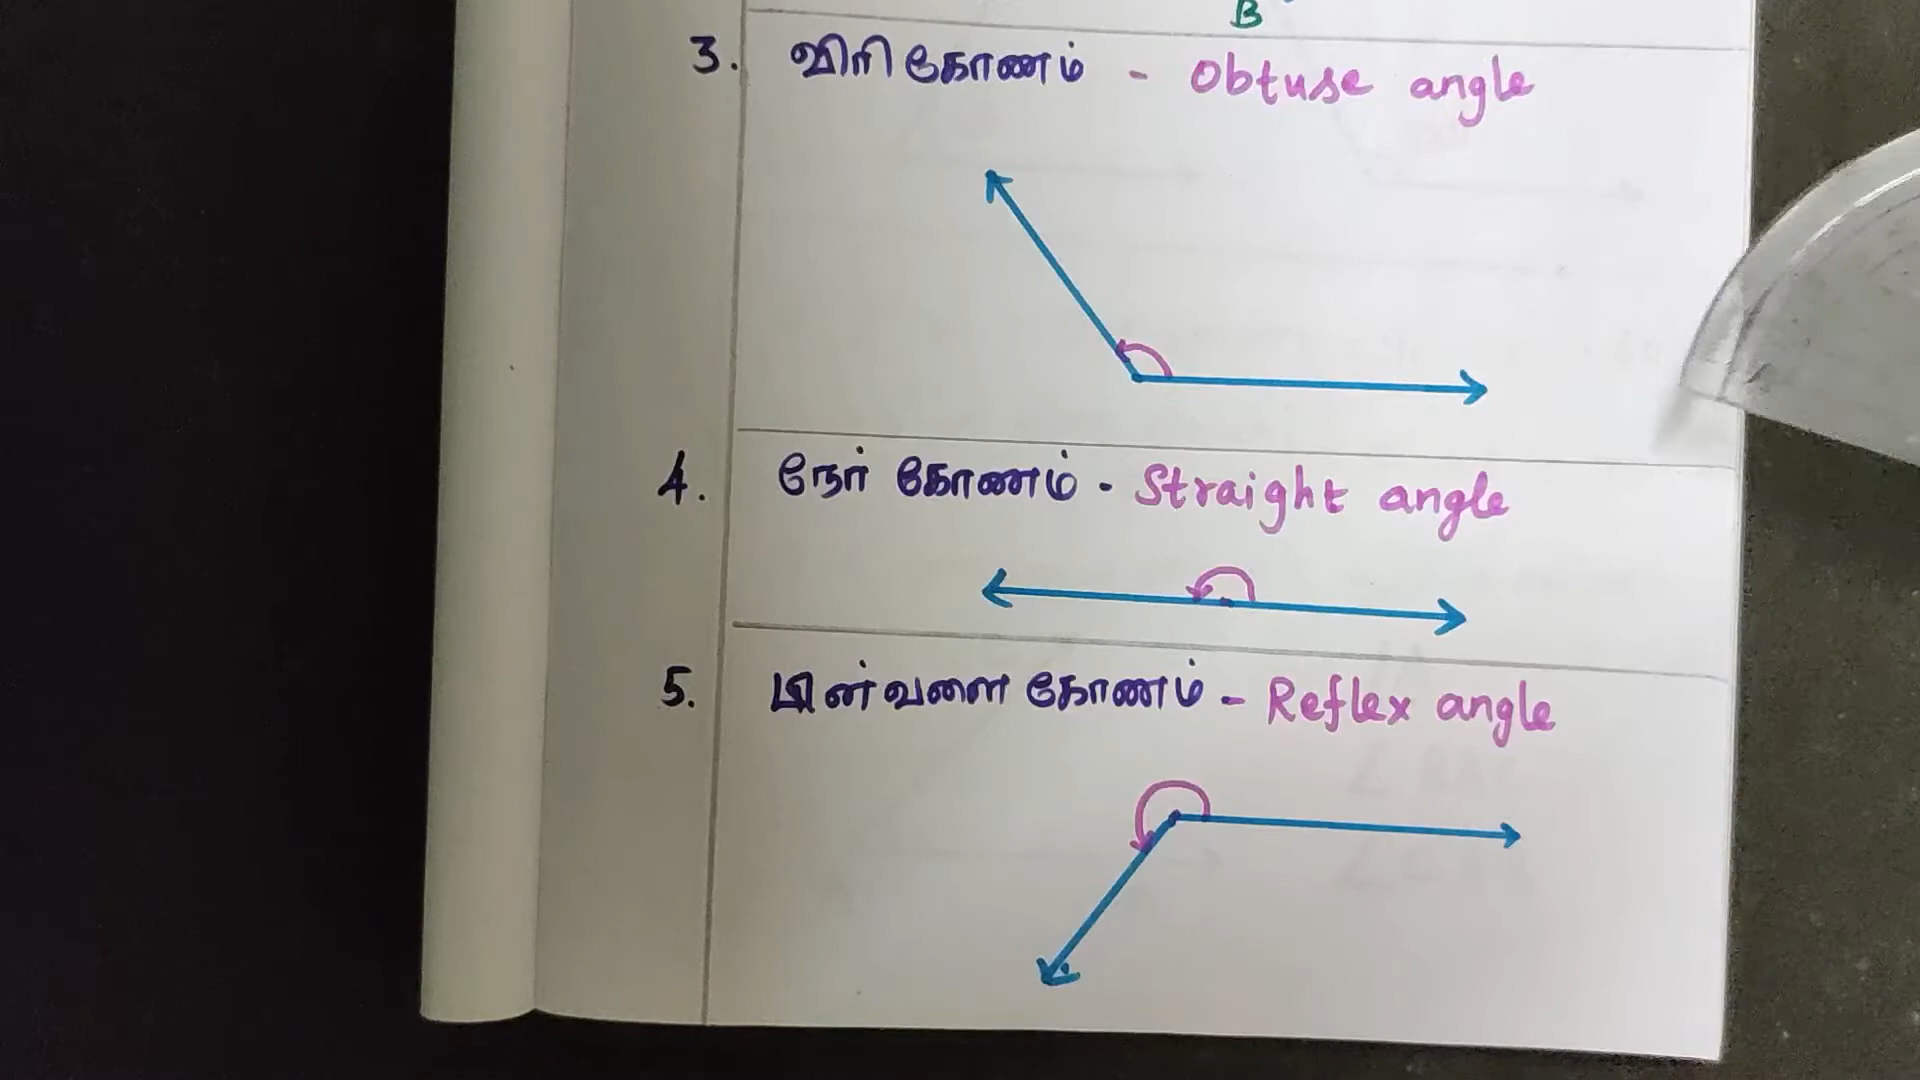 B
3. விரிகோணம் - Obtuse angle
4. நேர் கோணம் - Straight angle
5. பின்வளை கோணம் - Reflex angle